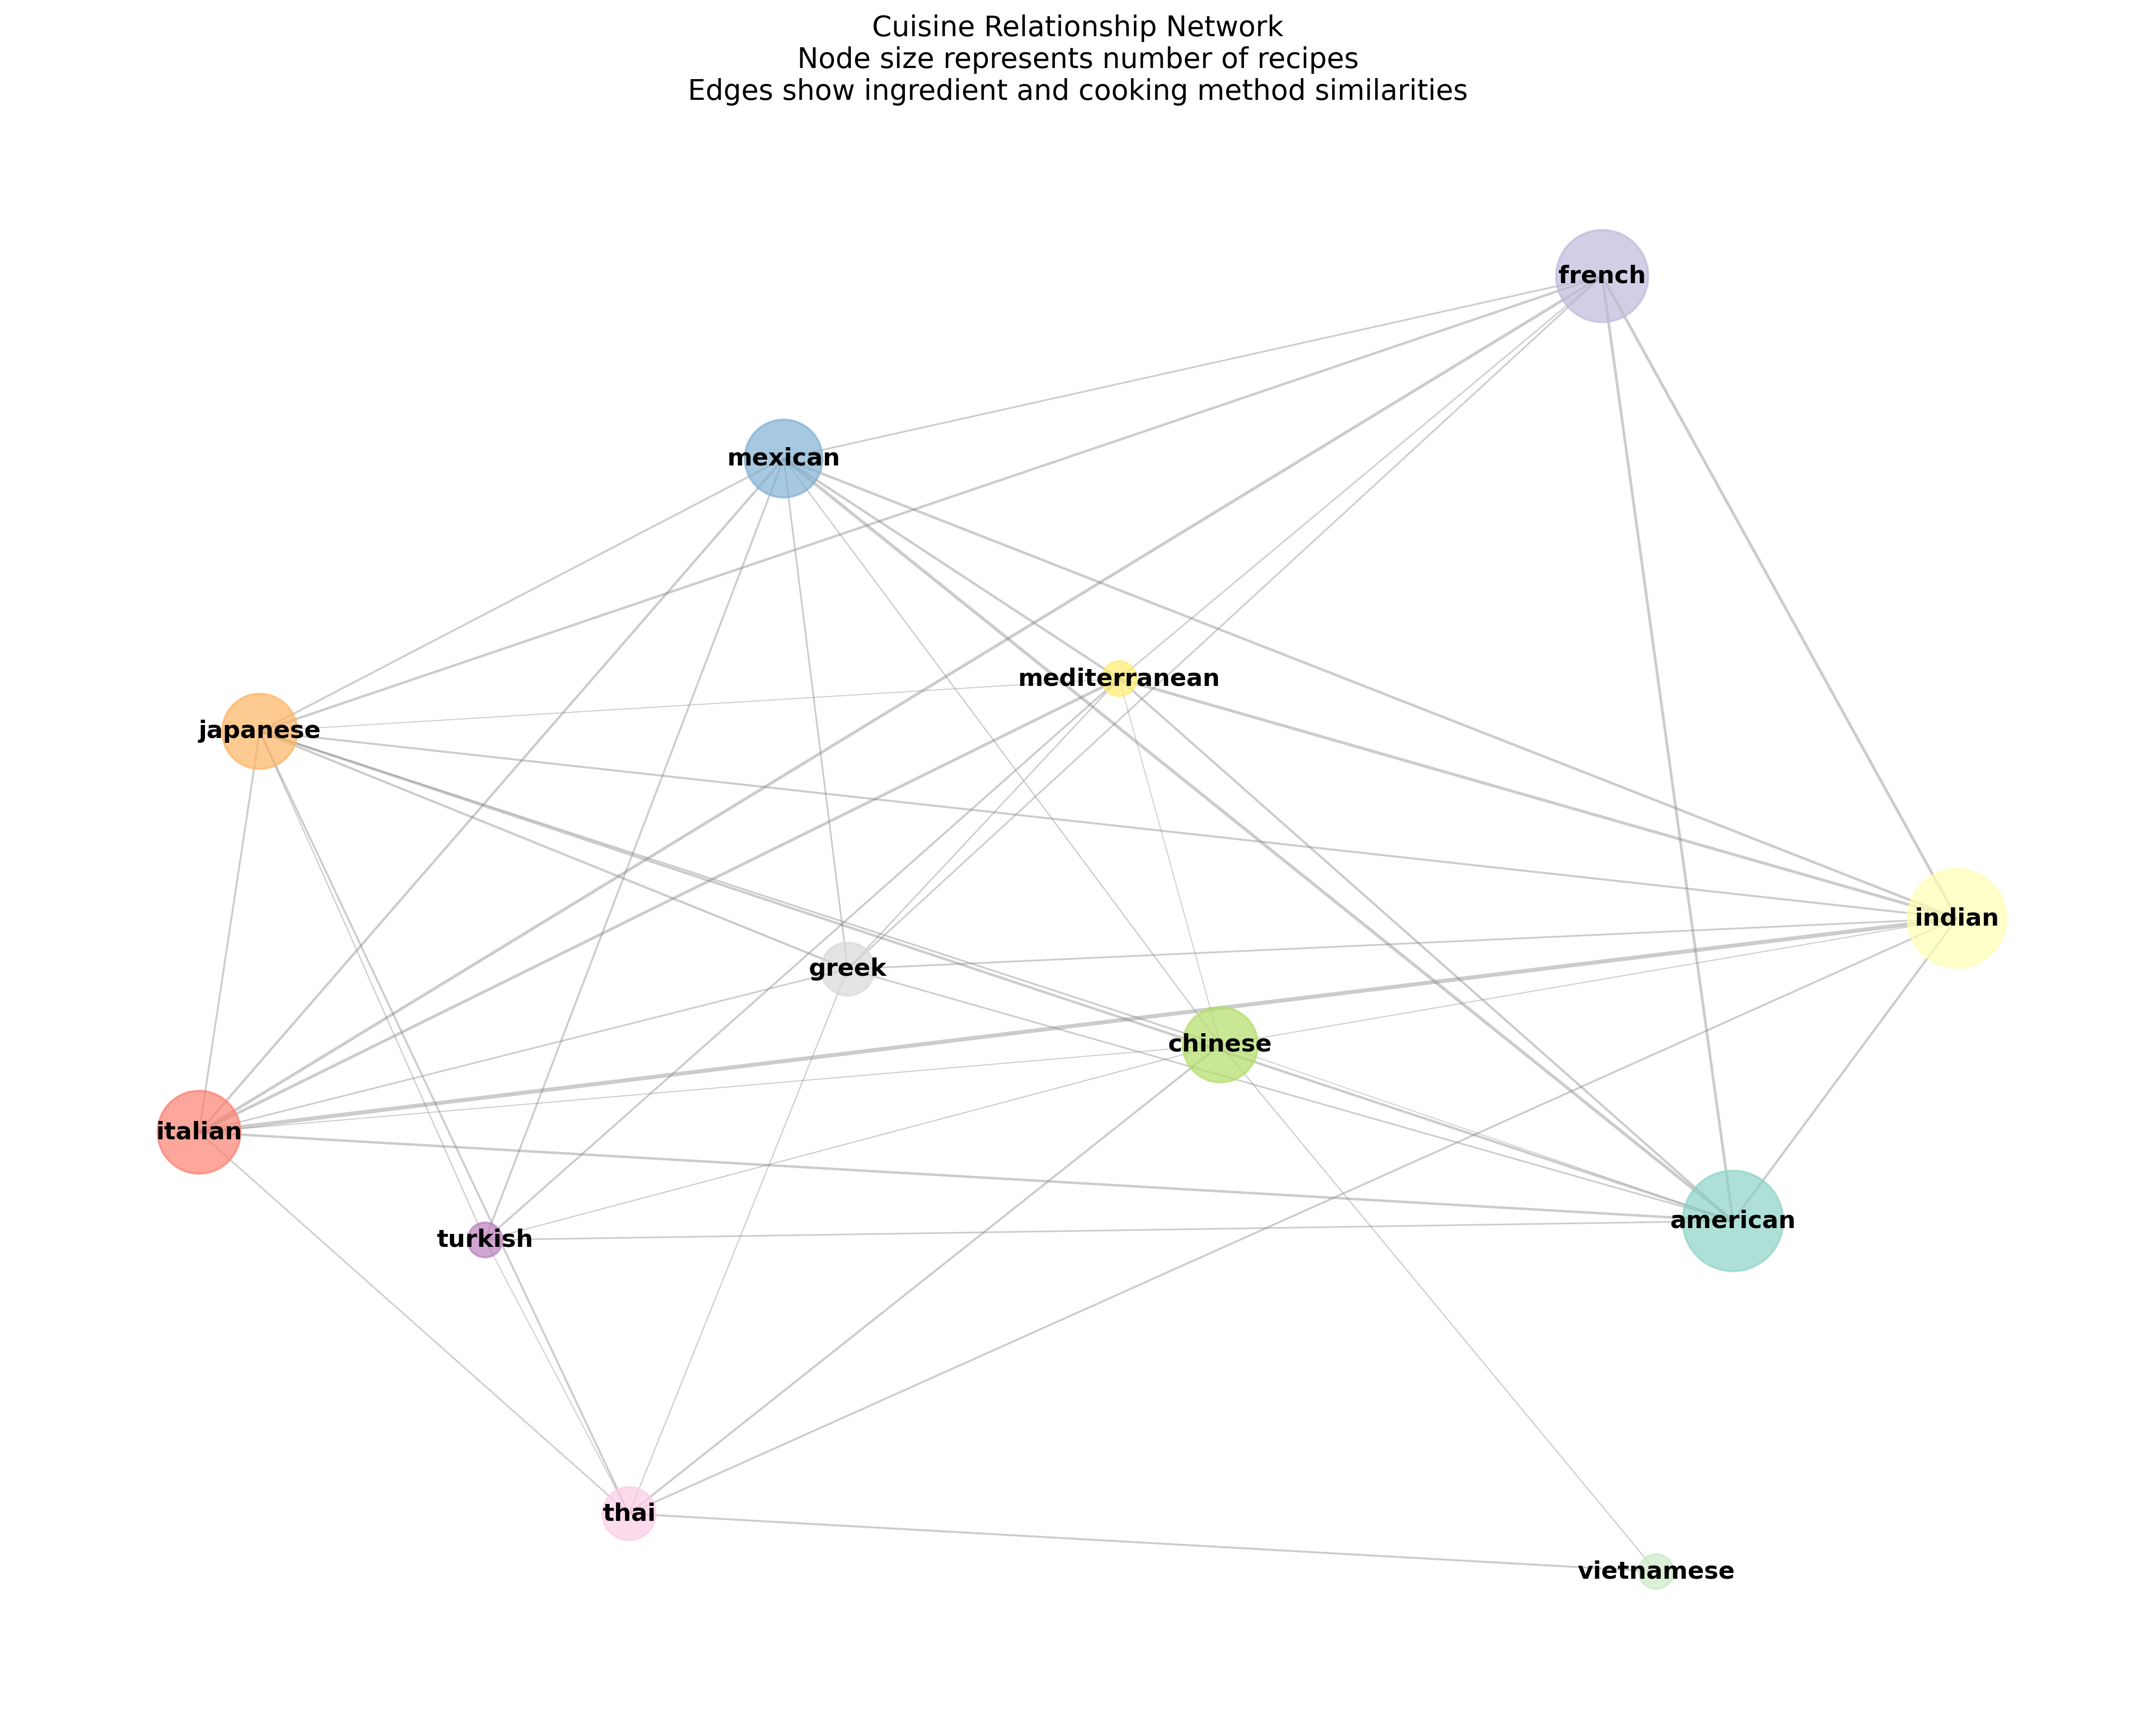 Cuisine Relationship Network
Node size represents number of recipes
Edges show ingredient and cooking method similarities
french
mexican
mediterranean
japanese
indian
greek
chinese
italian
american
turkish
thai
vietnamese